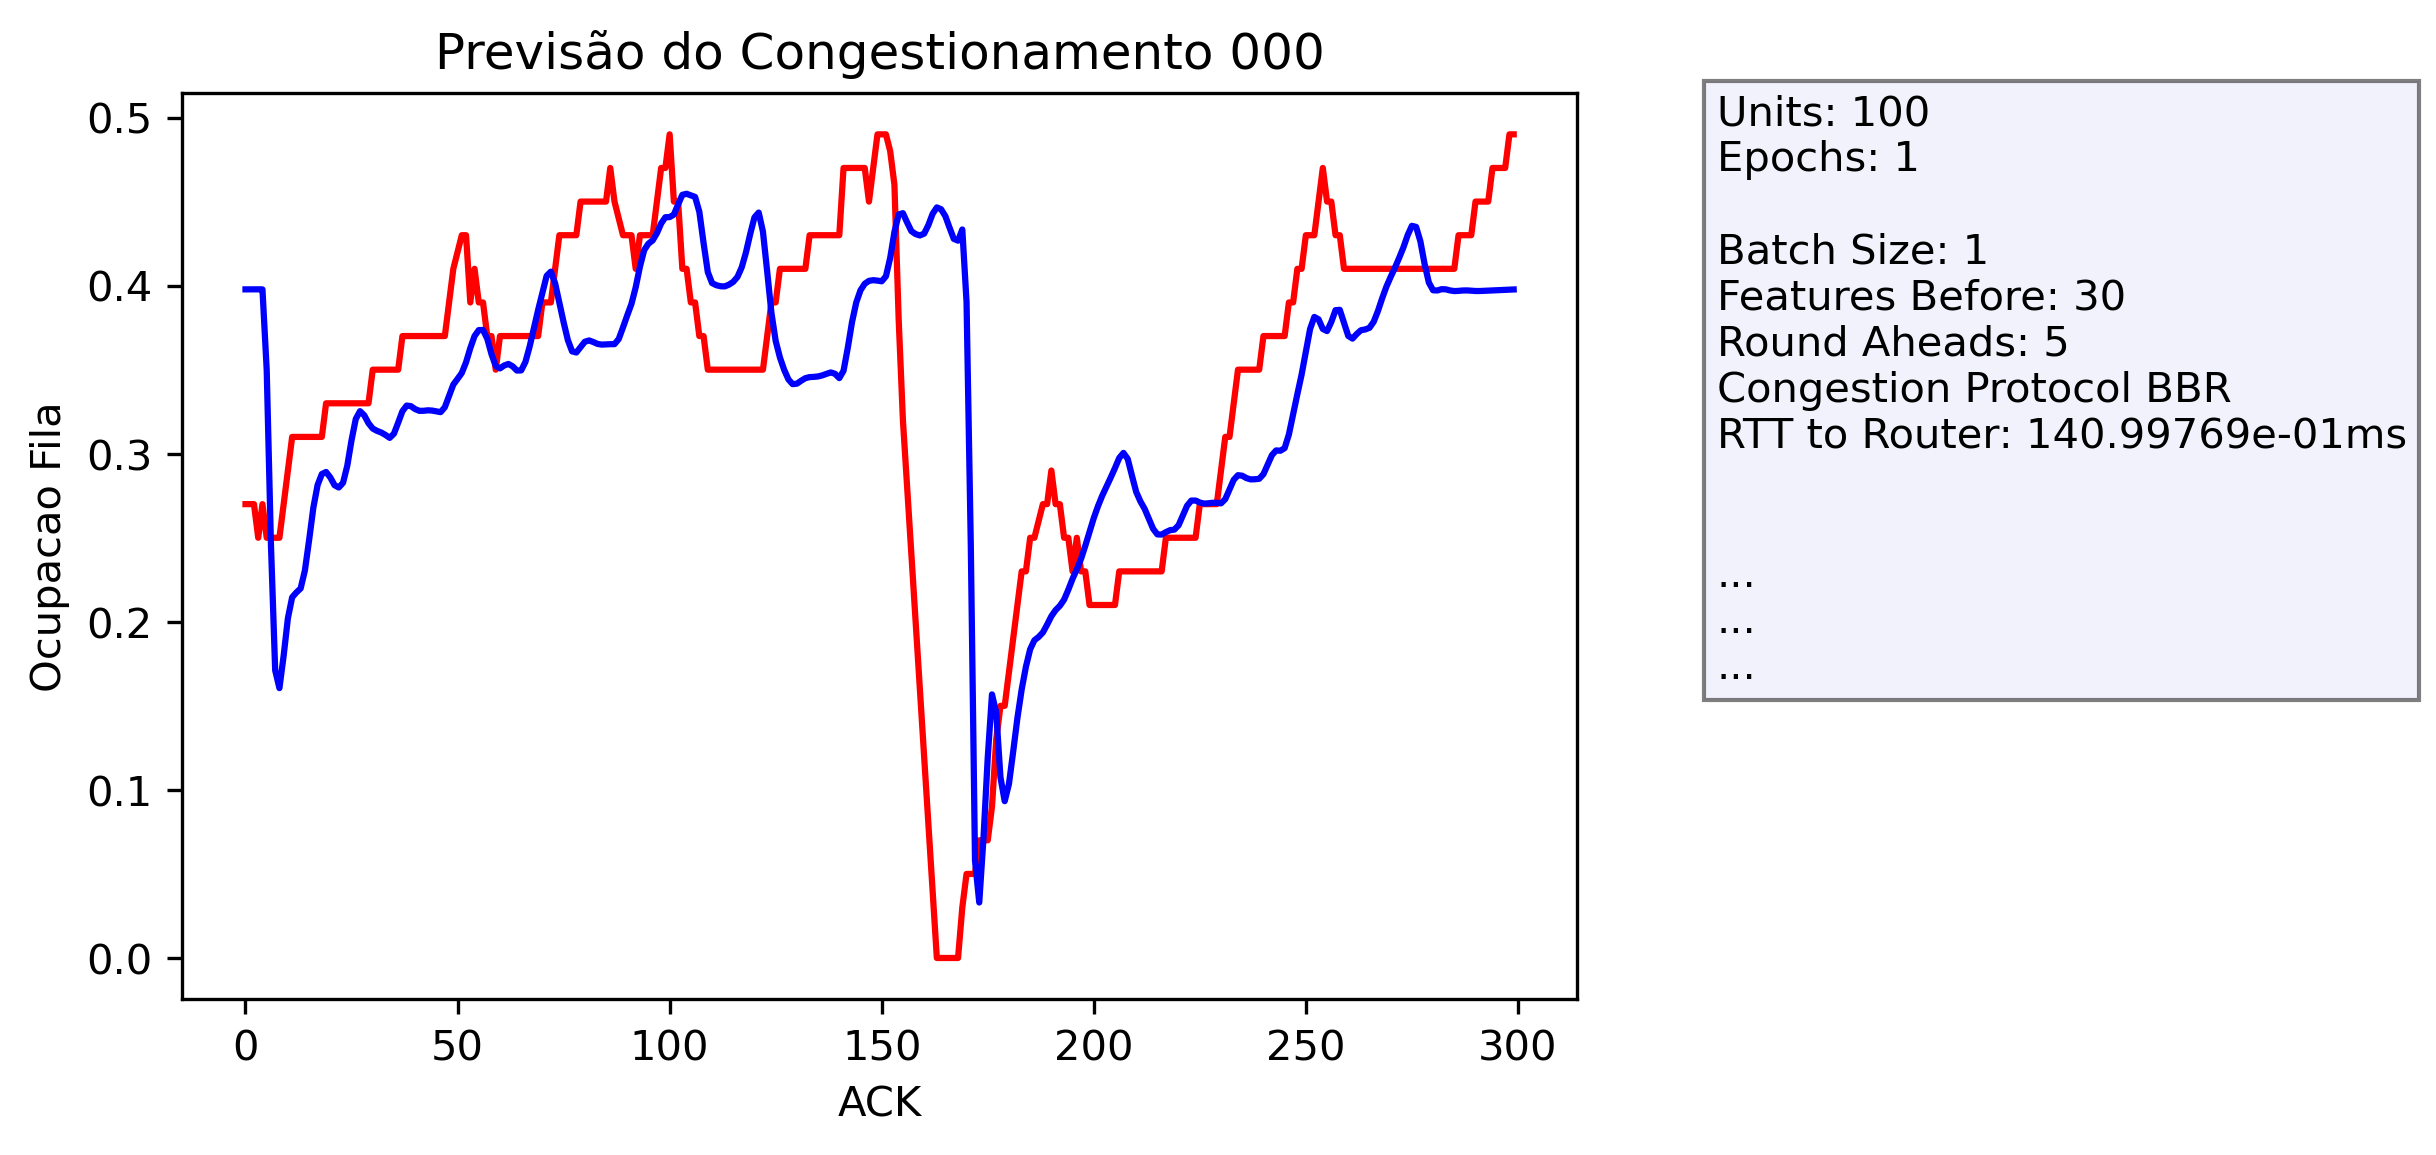 Previsão do Congestionamento 000
Ocupacao Fila
0.5
0.4
0.3
0.2
0.1
0.0
0 50 100 150 200 250 300
ACK
Units: 100
Epochs: 1
Batch Size: 1
Features Before: 30
Round Aheads: 5
Congestion Protocol BBR
RTT to Router: 140.99769e-01ms
...
...
...